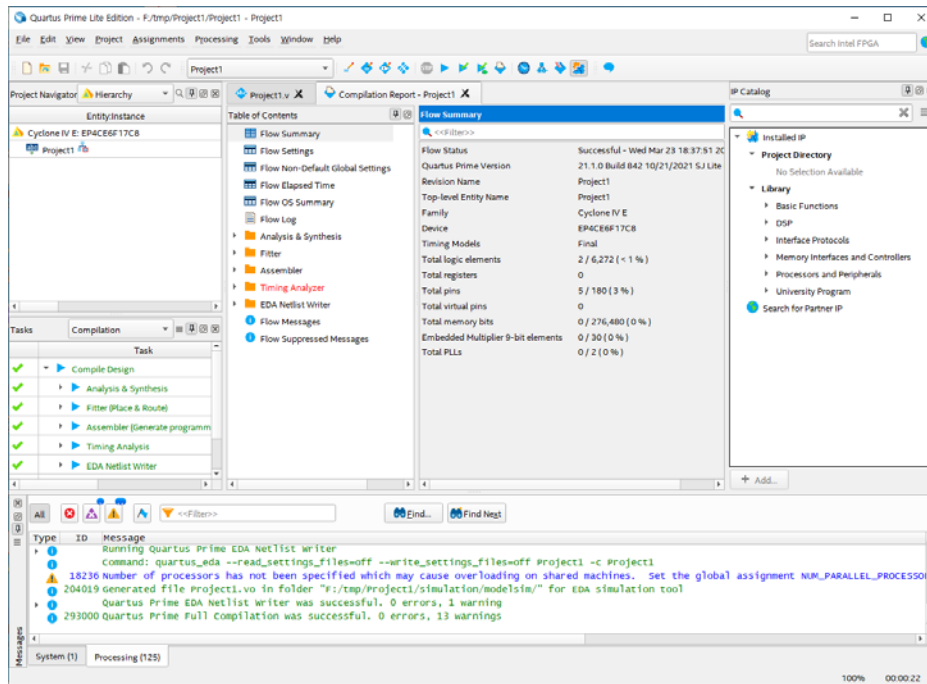 Quartus Prime Lite Edition - F:/tmp/Project1/Project1 - Project1
File Edit View Project Assignments Processing Tools Window Help
Search Intel FPGA
Project1
Project Navigator Hierarchy
Entity:Instance
Cyclone IV E: EP4CE6F17C8
Project1
Project1.v
Compilation Report - Project1
Table of Contents
Flow Summary
Flow Settings
Flow Non-Default Global Settings
Flow Elapsed Time
Flow OS Summary
Flow Log
Analysis & Synthesis
Fitter
Assembler
Timing Analyzer
EDA Netlist Writer
Flow Messages
Flow Suppressed Messages
Flow Summary
<<Filter>>
Flow Status Successful - Wed Mar 23 18:37:51 20
Quartus Prime Version 21.1.0 Build 842 10/21/2021 SJ Lite
Revision Name Project1
Top-level Entity Name Project1
Family Cyclone IV E
Device EP4CE6F17C8
Timing Models Final
Total logic elements 2 / 6,272 ( < 1 % )
Total registers 0
Total pins 5 / 180 ( 3 % )
Total virtual pins 0
Total memory bits 0 / 276,480 ( 0 % )
Embedded Multiplier 9-bit elements 0 / 30 ( 0 % )
Total PLLs 0 / 2 ( 0 % )
IP Catalog
Installed IP
Project Directory
No Selection Available
Library
Basic Functions
DSP
Interface Protocols
Memory Interfaces and Controllers
Processors and Peripherals
University Program
Search for Partner IP
+ Add...
Tasks Compilation
Task
Compile Design
Analysis & Synthesis
Fitter (Place & Route)
Assembler (Generate programm
Timing Analysis
EDA Netlist Writer
All <<Filter>> Find... Find Next
Type ID Message
Running Quartus Prime EDA Netlist Writer
Command: quartus_eda --read_settings_files=off --write_settings_files=off Project1 -c Project1
18236 Number of processors has not been specified which may cause overloading on shared machines. Set the global assignment NUM_PARALLEL_PROCESSO
204019 Generated file Project1.vo in folder "F:/tmp/Project1/simulation/modelsim/" for EDA simulation tool
Quartus Prime EDA Netlist Writer was successful. 0 errors, 1 warning
293000 Quartus Prime Full Compilation was successful. 0 errors, 13 warnings
Messages
System (1) Processing (125)
100% 00:00:22